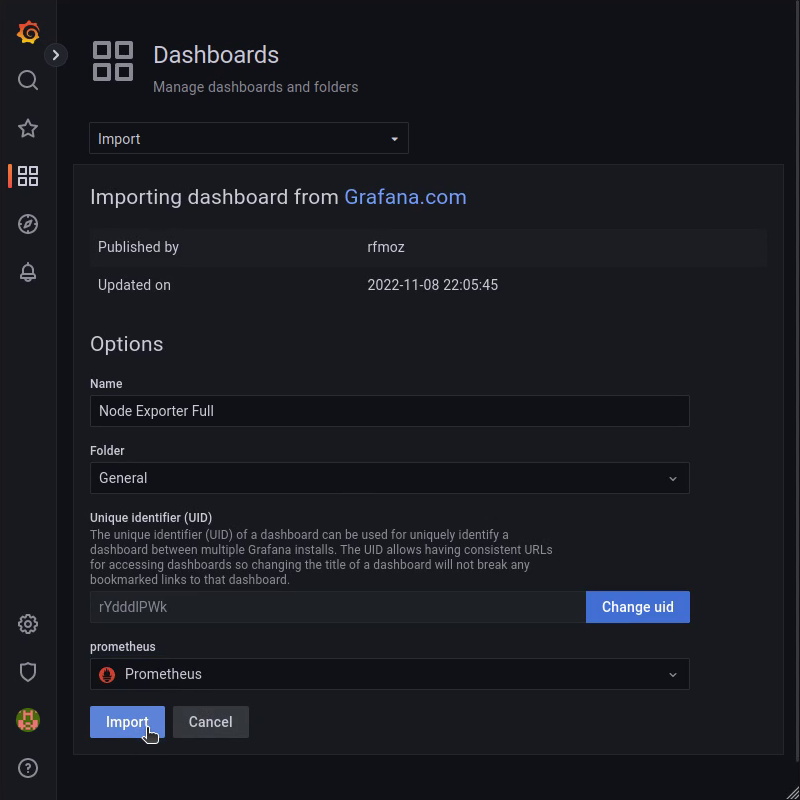 Dashboards
Manage dashboards and folders
Import
Importing dashboard from Grafana.com
Published by rfmoz
Updated on 2022-11-08 22:05:45
Options
Name
Node Exporter Full
Folder
General
Unique identifier (UID)
The unique identifier (UID) of a dashboard can be used for uniquely identify a
dashboard between multiple Grafana installs. The UID allows having consistent URLs
for accessing dashboards so changing the title of a dashboard will not break any
bookmarked links to that dashboard.
rYdddlPWk Change uid
prometheus
Prometheus
Import Cancel